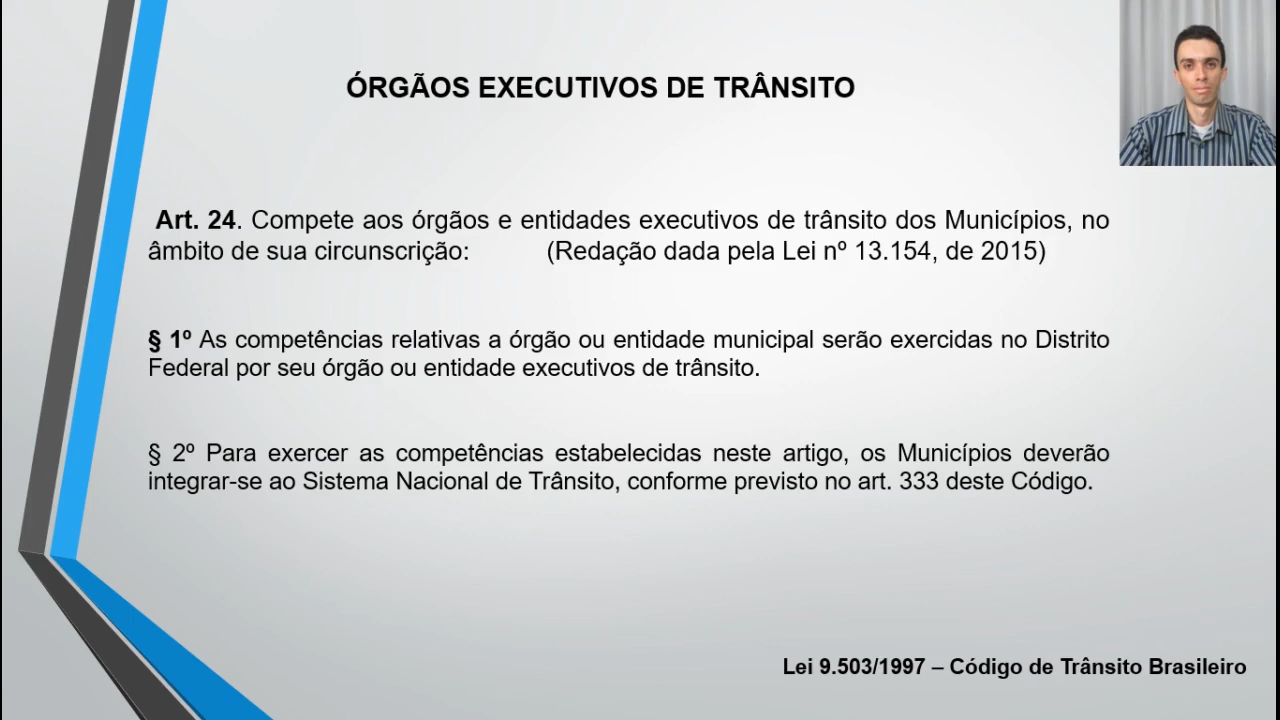 ÓRGÃOS EXECUTIVOS DE TRÂNSITO
Art. 24. Compete aos órgãos e entidades executivos de trânsito dos Municípios, no
âmbito de sua circunscrição: (Redação dada pela Lei nº 13.154, de 2015)
§ 1º As competências relativas a órgão ou entidade municipal serão exercidas no Distrito
Federal por seu órgão ou entidade executivos de trânsito.
§ 2º Para exercer as competências estabelecidas neste artigo, os Municípios deverão
integrar-se ao Sistema Nacional de Trânsito, conforme previsto no art. 333 deste Código.
Lei 9.503/1997 – Código de Trânsito Brasileiro